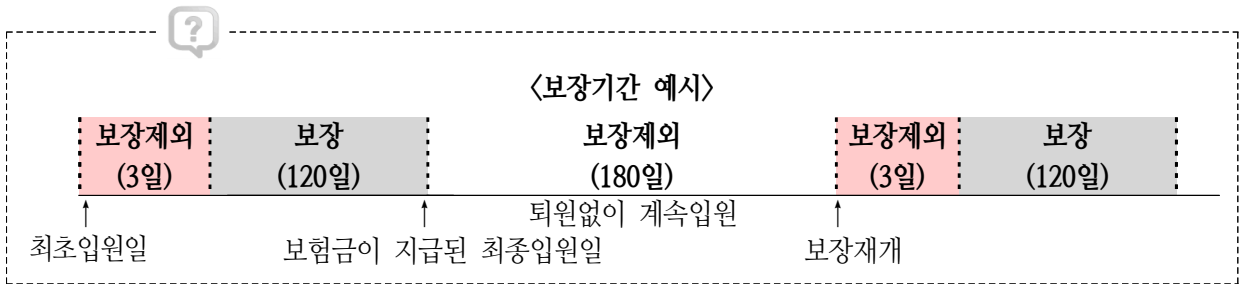 ?
<보장기간 예시>
보장제외 보장 보장제외 보장제외 보장
(3일) (120일) (180일) (3일) (120일)
↑ ↑ 퇴원없이 계속입원 ↑
최초입원일 보험금이 지급된 최종입원일 보장재개